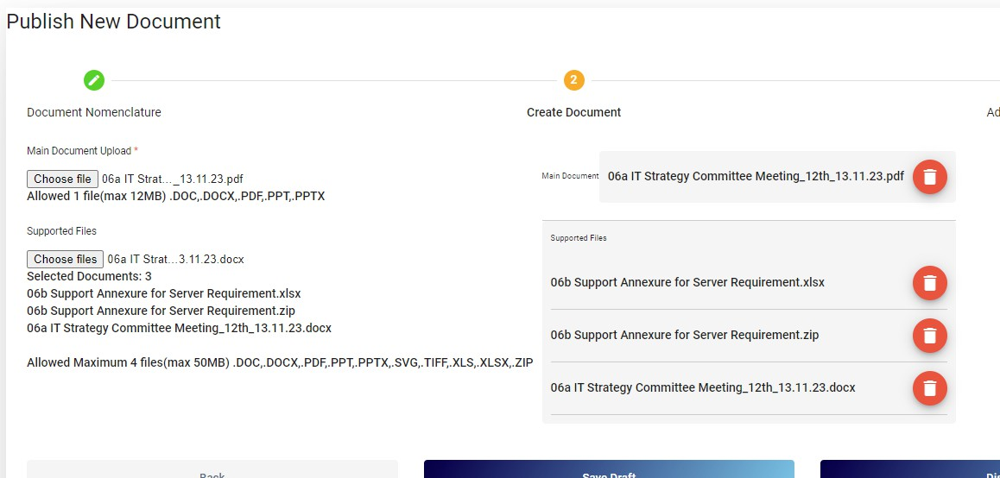 Publish New Document
2
Document Nomenclature
Create Document
Ad
Main Document Upload *
Choose file 06a IT Strat..._13.11.23.pdf
Allowed 1 file(max 12MB) .DOC,.DOCX,.PDF,.PPT,.PPTX
Supported Files
Choose files 06a IT Strat...3.11.23.docx
Selected Documents: 3
06b Support Annexure for Server Requirement.xlsx
06b Support Annexure for Server Requirement.zip
06a IT Strategy Committee Meeting_12th_13.11.23.docx
Allowed Maximum 4 files(max 50MB) .DOC,.DOCX,.PDF,.PPT,.PPTX,.SVG,.TIFF,.XLS,.XLSX,.ZIP
Main Document 06a IT Strategy Committee Meeting_12th_13.11.23.pdf
Supported Files
06b Support Annexure for Server Requirement.xlsx
06b Support Annexure for Server Requirement.zip
06a IT Strategy Committee Meeting_12th_13.11.23.docx
Back
Save Draft